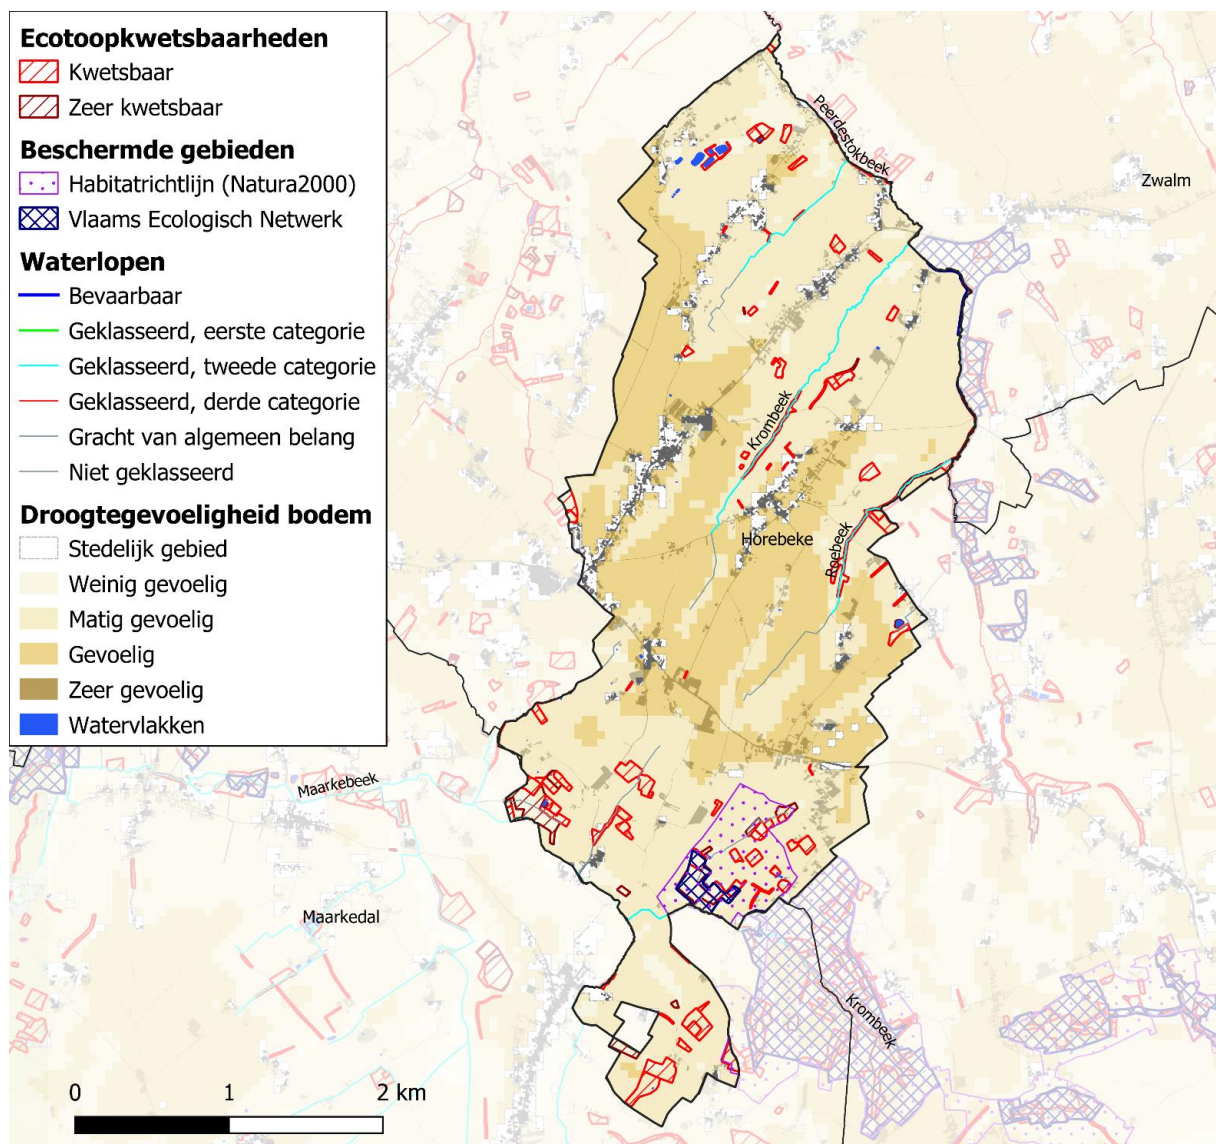 Ecotoopkwetsbaarheden
Kwetsbaar
Zeer kwetsbaar
Beschermde gebieden
Habitatrichtlijn (Natura2000)
Vlaams Ecologisch Netwerk
Waterlopen
Bevaarbaar
Geklasseerd, eerste categorie
Geklasseerd, tweede categorie
Geklasseerd, derde categorie
Gracht van algemeen belang
Niet geklasseerd
Droogtegevoeligheid bodem
Stedelijk gebied
Weinig gevoelig
Matig gevoelig
Gevoelig
Zeer gevoelig
Watervlakken
Peerdestokbeek
Zwalm
Krombeek
Horebeke
Roebeek
Maarkebeek
Maarkedal
Krombeek
0 1 2 km